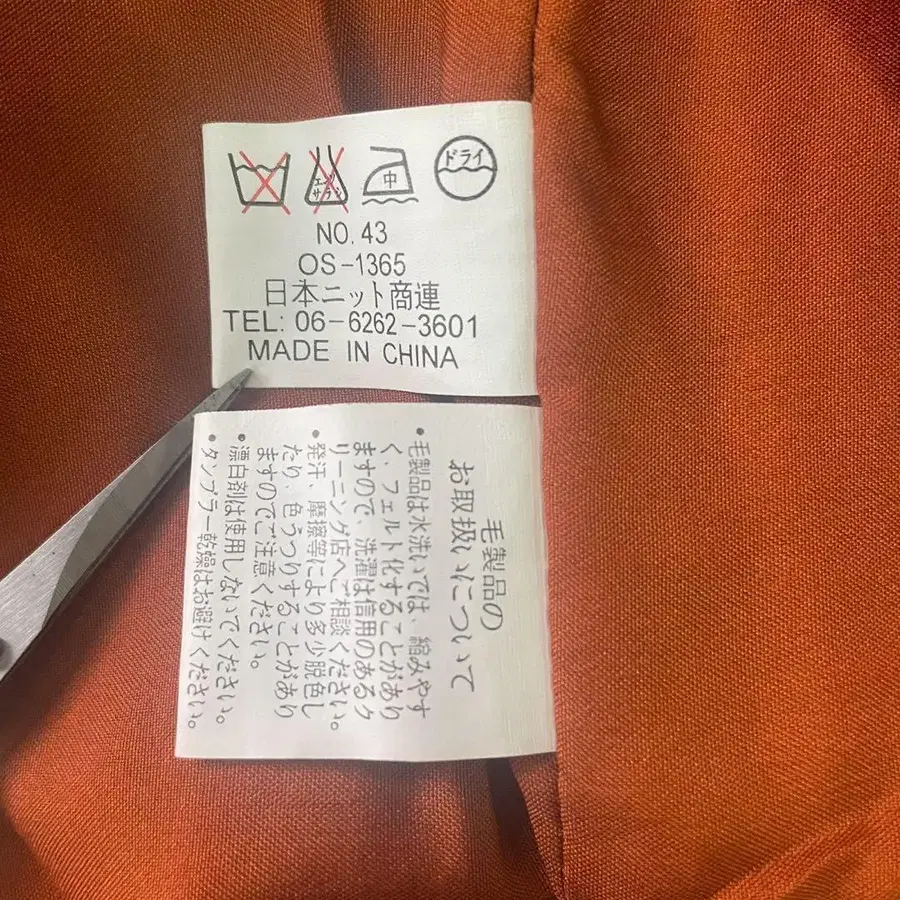 エンソ
サラシ
中
ドライ
NO. 43
OS-1365
日本ニット商連
TEL: 06-6262-3601
MADE IN CHINA
毛製品の
お取扱いについて
・毛製品は水洗いでは、縮みやす
く、フェルト化することがあり
ますので、洗濯は信用のあるク
リーニング店へご相談ください。
・発汗、摩擦等により多少脱色し
たり、色うつりすることがあり
ますのでご注意ください。
・漂白剤は使用しないでください。
・タンブラー乾燥はお避けください。